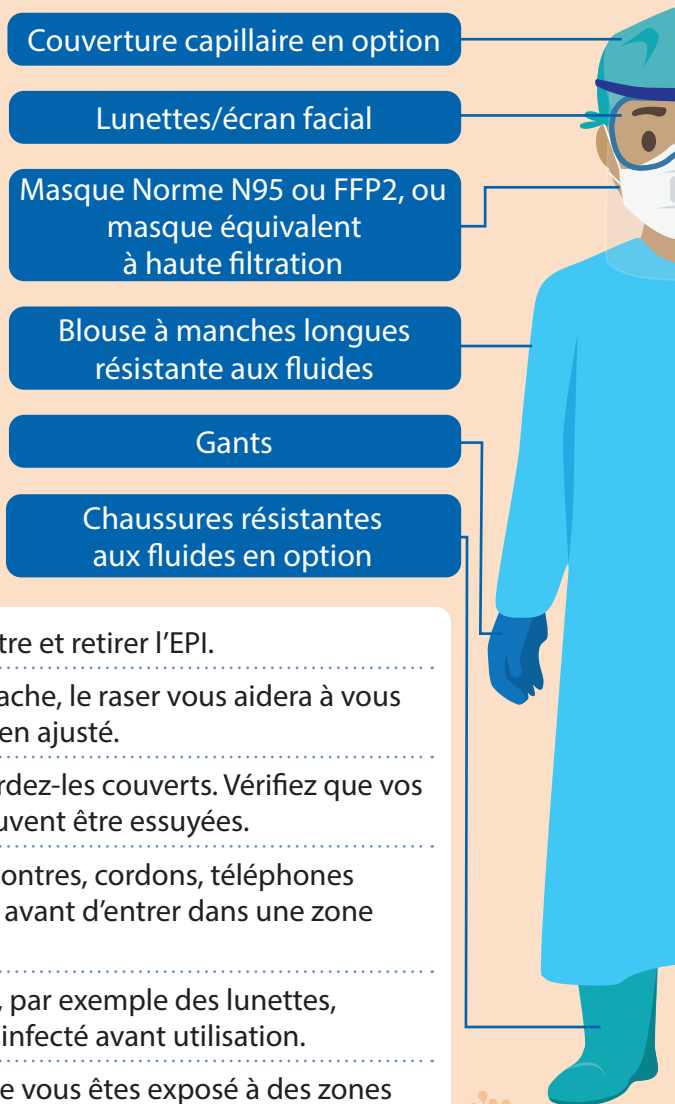 Couverture capillaire en option
Lunettes/écran facial
Masque Norme N95 ou FFP2, ou
masque équivalent
à haute filtration
Blouse à manches longues
résistante aux fluides
Gants
Chaussures résistantes
aux fluides en option
tre et retirer l’EPI.
ache, le raser vous aidera à vous
en ajusté.
rdez-les couverts. Vérifiez que vos
uvent être essuyées.
ontres, cordons, téléphones
avant d’entrer dans une zone
, par exemple des lunettes,
infecté avant utilisation.
e vous êtes exposé à des zones